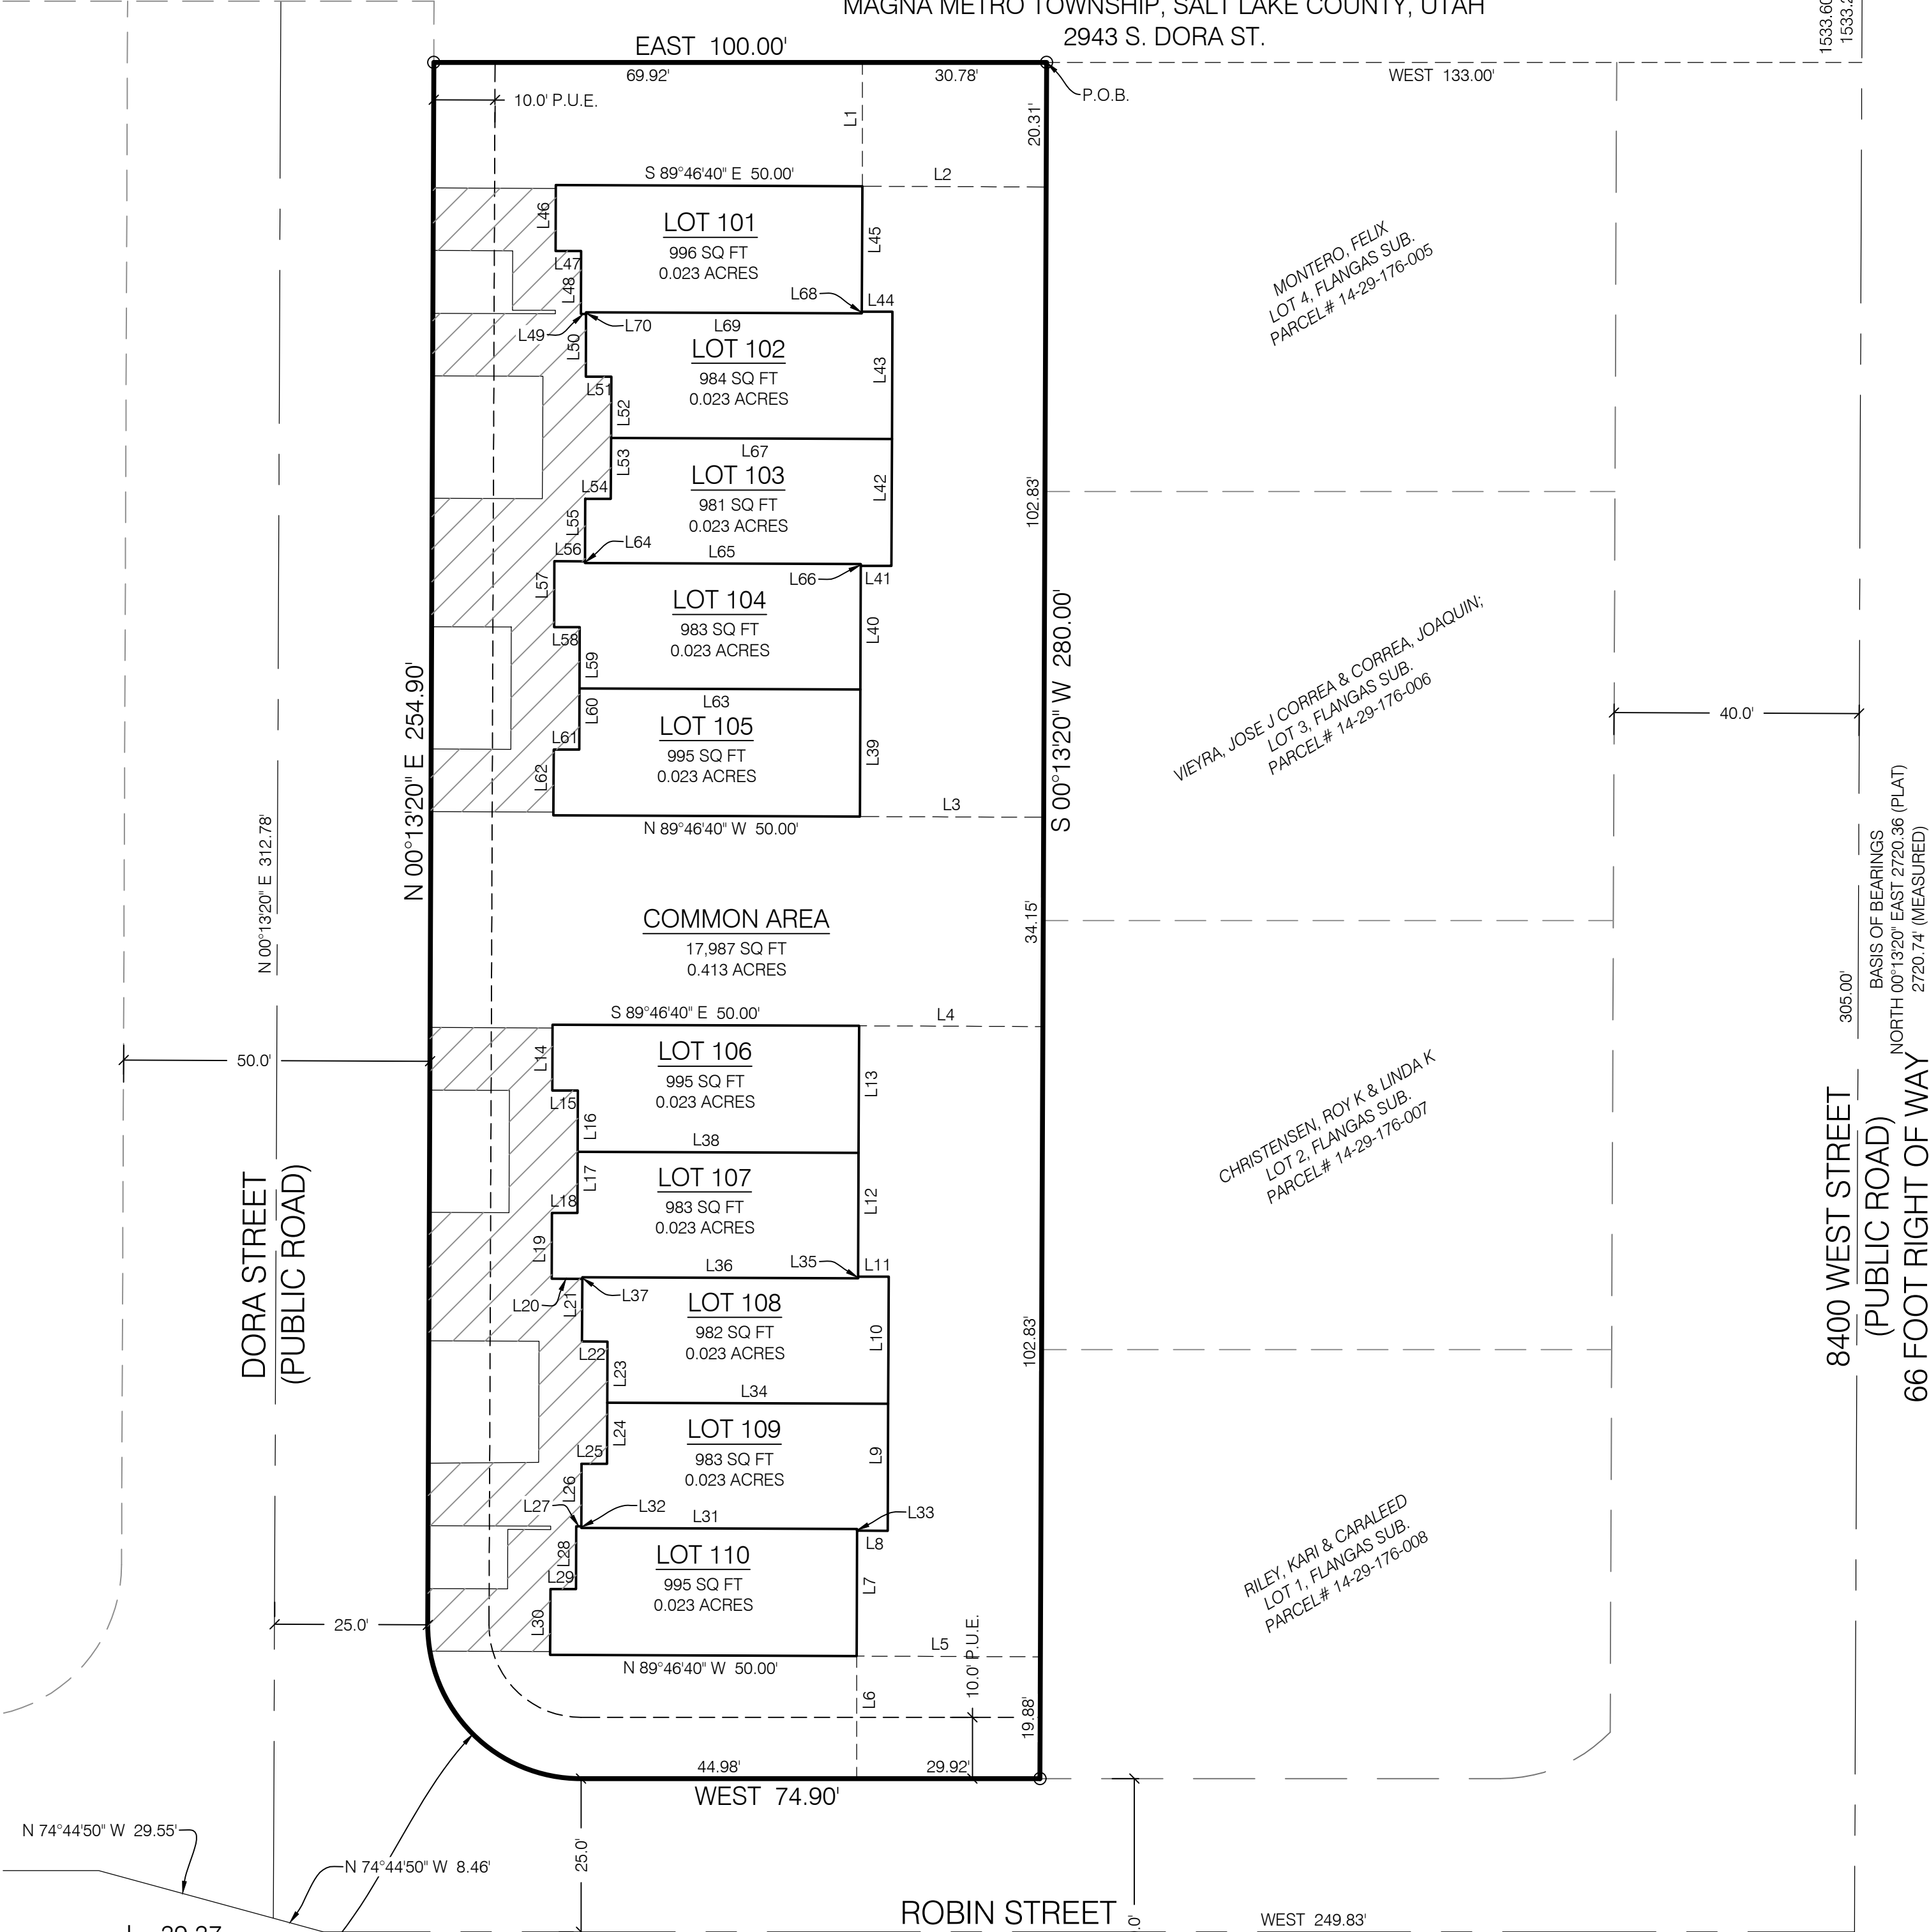 MAGNA METRO TOWNSHIP, SALT LAKE COUNTY, UTAH
2943 S. DORA ST.
EAST 100.00'
69.92'
30.78'
WEST 133.00'
10.0' P.U.E.
P.O.B.
L1
20.31'
S 89°46'40" E 50.00'
L2
L46
LOT 101
996 SQ FT
0.023 ACRES
L45
L47
L48
L68
L44
L49
L70
L69
L50
LOT 102
984 SQ FT
0.023 ACRES
L43
L51
L52
L67
L53
LOT 103
981 SQ FT
0.023 ACRES
L42
L54
L55
L56
L64
L65
L66
L41
102.83'
L57
LOT 104
983 SQ FT
0.023 ACRES
L40
L58
L59
L63
L60
LOT 105
995 SQ FT
0.023 ACRES
L39
L61
L62
L3
N 89°46'40" W 50.00'
N 00°13'20" E 254.90'
S 00°13'20" W 280.00'
N 00°13'20" E 312.78'
COMMON AREA
17,987 SQ FT
0.413 ACRES
34.15'
S 89°46'40" E 50.00'
L4
50.0'
L14
LOT 106
995 SQ FT
0.023 ACRES
L13
L15
L16
L38
L17
LOT 107
983 SQ FT
0.023 ACRES
L12
L18
L19
L36
L35
L11
L20
L37
L21
LOT 108
982 SQ FT
0.023 ACRES
L10
L22
L23
L34
L24
LOT 109
983 SQ FT
0.023 ACRES
L9
L25
L26
L27
L32
L31
L33
L8
102.83'
L28
LOT 110
995 SQ FT
0.023 ACRES
L7
L29
L30
L5
N 89°46'40" W 50.00'
10.0' P.U.E.
L6
19.88'
25.0'
44.98'
29.92'
WEST 74.90'
DORA STREET
(PUBLIC ROAD)
MONTERO, FELIX
LOT 4, FLANGAS SUB.
PARCEL# 14-29-176-005
VIEYRA, JOSE J CORREA & CORREA, JOAQUIN;
LOT 3, FLANGAS SUB.
PARCEL# 14-29-176-006
CHRISTENSEN, ROY K & LINDA K
LOT 2, FLANGAS SUB.
PARCEL# 14-29-176-007
RILEY, KARI & CARALEED
LOT 1, FLANGAS SUB.
PARCEL# 14-29-176-008
40.0'
305.00'
BASIS OF BEARINGS
NORTH 00°13'20" EAST 2720.36 (PLAT)
2720.74' (MEASURED)
1533.60
8400 WEST STREET
(PUBLIC ROAD)
66 FOOT RIGHT OF WAY
N 74°44'50" W 29.55'
N 74°44'50" W 8.46'
25.0'
ROBIN STREET
WEST 249.83'